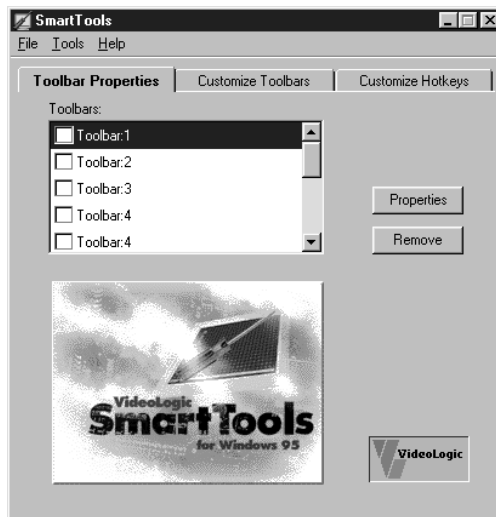 SmartTools
File Tools Help
Toolbar Properties Customize Toolbars Customize Hotkeys
Toolbars:
Toolbar:1
Toolbar:2
Toolbar:3
Toolbar:4
Toolbar:4
Properties
Remove
VideoLogic
SmartTools
for Windows 95
VideoLogic